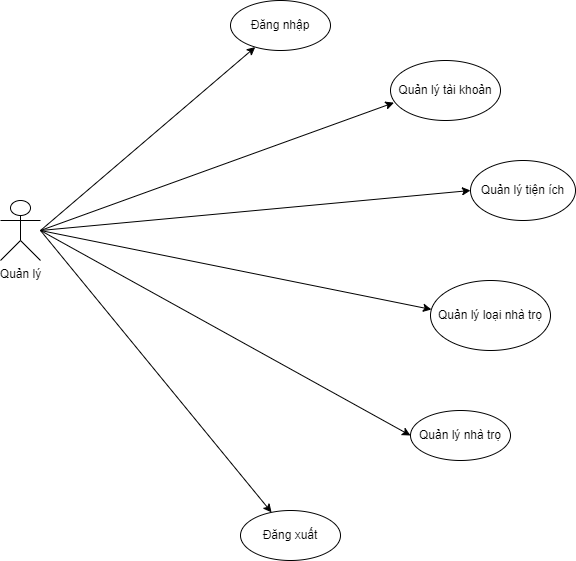 Đăng nhập
Quản lý tài khoản
Quản lý tiện ích
Quản lý
Quản lý loại nhà trọ
Quản lý nhà trọ
Đăng xuất